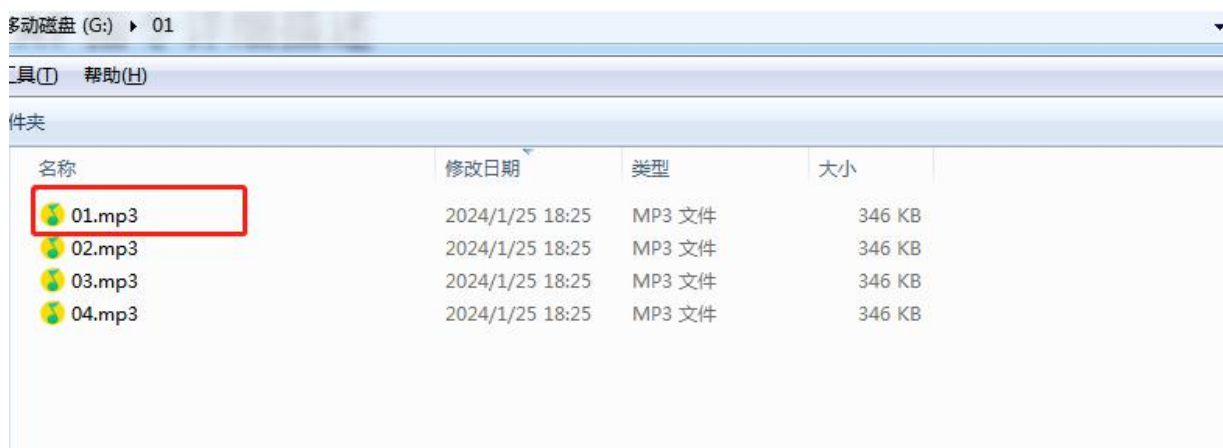 移动磁盘 (G:) ▸ 01
工具(T) 帮助(H)
件夹
名称 修改日期 类型 大小
01.mp3 2024/1/25 18:25 MP3 文件 346 KB
02.mp3 2024/1/25 18:25 MP3 文件 346 KB
03.mp3 2024/1/25 18:25 MP3 文件 346 KB
04.mp3 2024/1/25 18:25 MP3 文件 346 KB